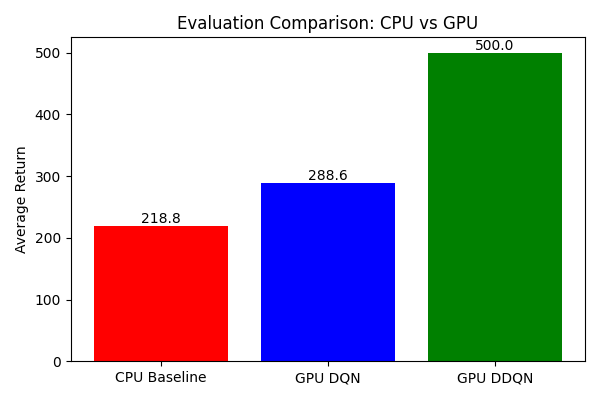 Evaluation Comparison: CPU vs GPU
Average Return
500
400
300
200
100
0
218.8
288.6
500.0
CPU Baseline
GPU DQN
GPU DDQN